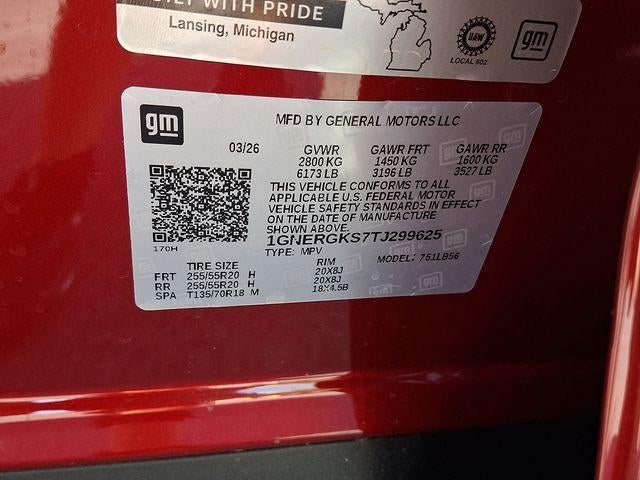 BUILT WITH PRIDE
Lansing, Michigan
UAW
LOCAL 602
gm
gm
MFD BY GENERAL MOTORS LLC
03/26 GVWR GAWR FRT GAWR RR
2800 KG 1450 KG 1600 KG
6173 LB 3196 LB 3527 LB
THIS VEHICLE CONFORMS TO ALL
APPLICABLE U.S. FEDERAL MOTOR
VEHICLE SAFETY STANDARDS IN EFFECT
ON THE DATE OF MANUFACTURE
SHOWN ABOVE.
1GNERGKS7TJ299625
170H
TYPE: MPV MODEL: 751LB56
TIRE SIZE RIM
FRT 255/55R20 H 20X8J
RR 255/55R20 H 20X8J
SPA T135/70R18 M 18X4.5B